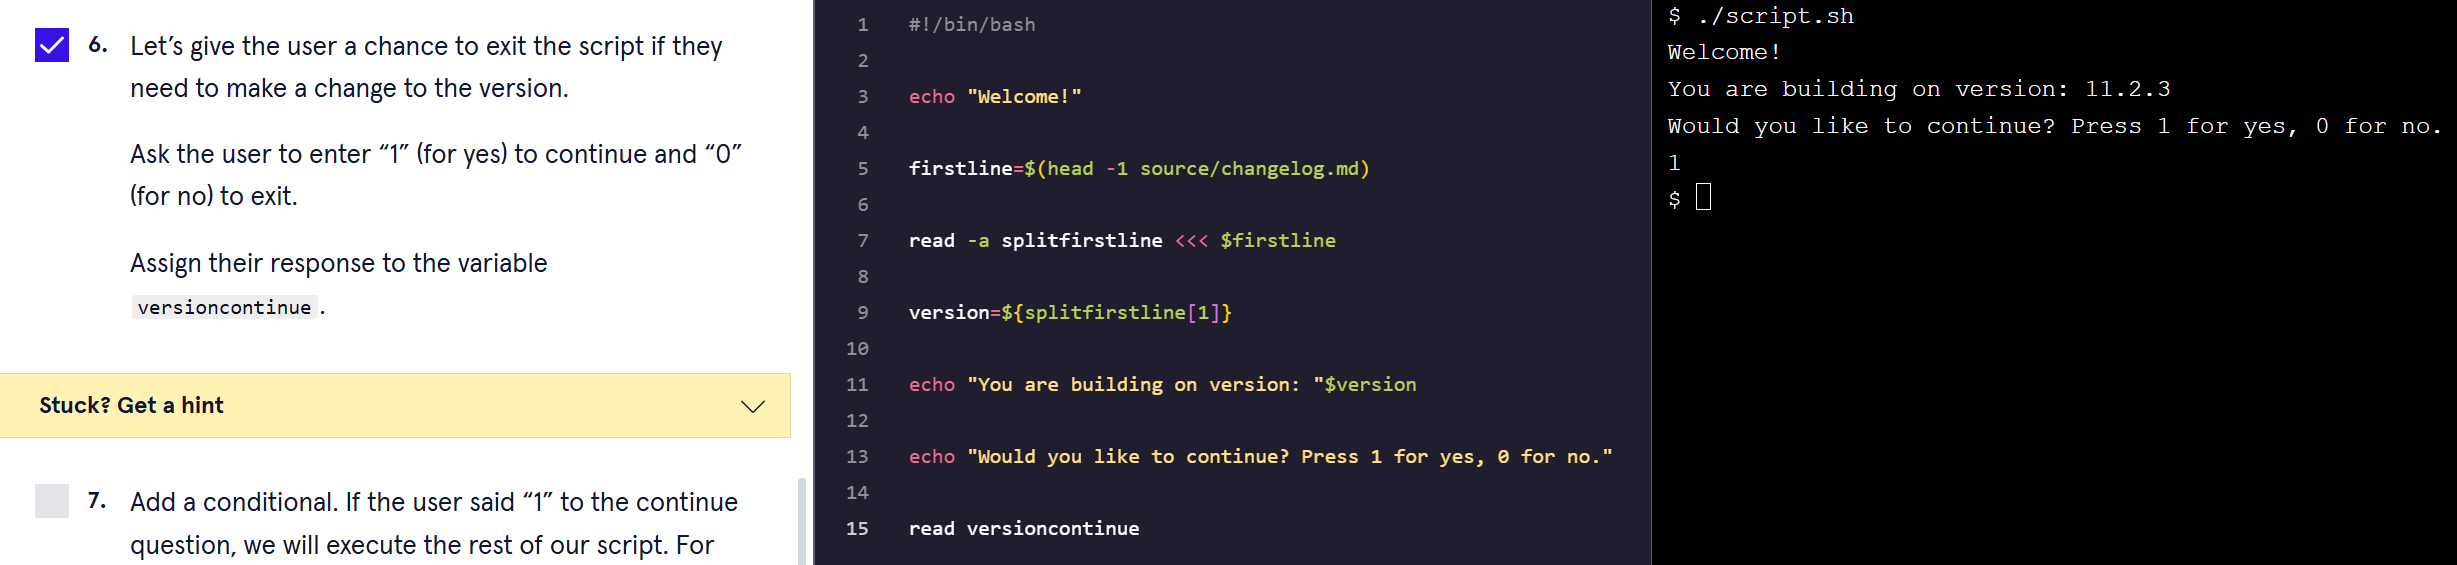 6. Let’s give the user a chance to exit the script if they
need to make a change to the version.
Ask the user to enter “1” (for yes) to continue and “0”
(for no) to exit.
Assign their response to the variable
versioncontinue .
Stuck? Get a hint
7. Add a conditional. If the user said “1” to the continue
question, we will execute the rest of our script. For
1 #!/bin/bash
2
3 echo "Welcome!"
4
5 firstline=$(head -1 source/changelog.md)
6
7 read -a splitfirstline <<< $firstline
8
9 version=${splitfirstline[1]}
10
11 echo "You are building on version: "$version
12
13 echo "Would you like to continue? Press 1 for yes, 0 for no."
14
15 read versioncontinue
$ ./script.sh
Welcome!
You are building on version: 11.2.3
Would you like to continue? Press 1 for yes, 0 for no.
1
$